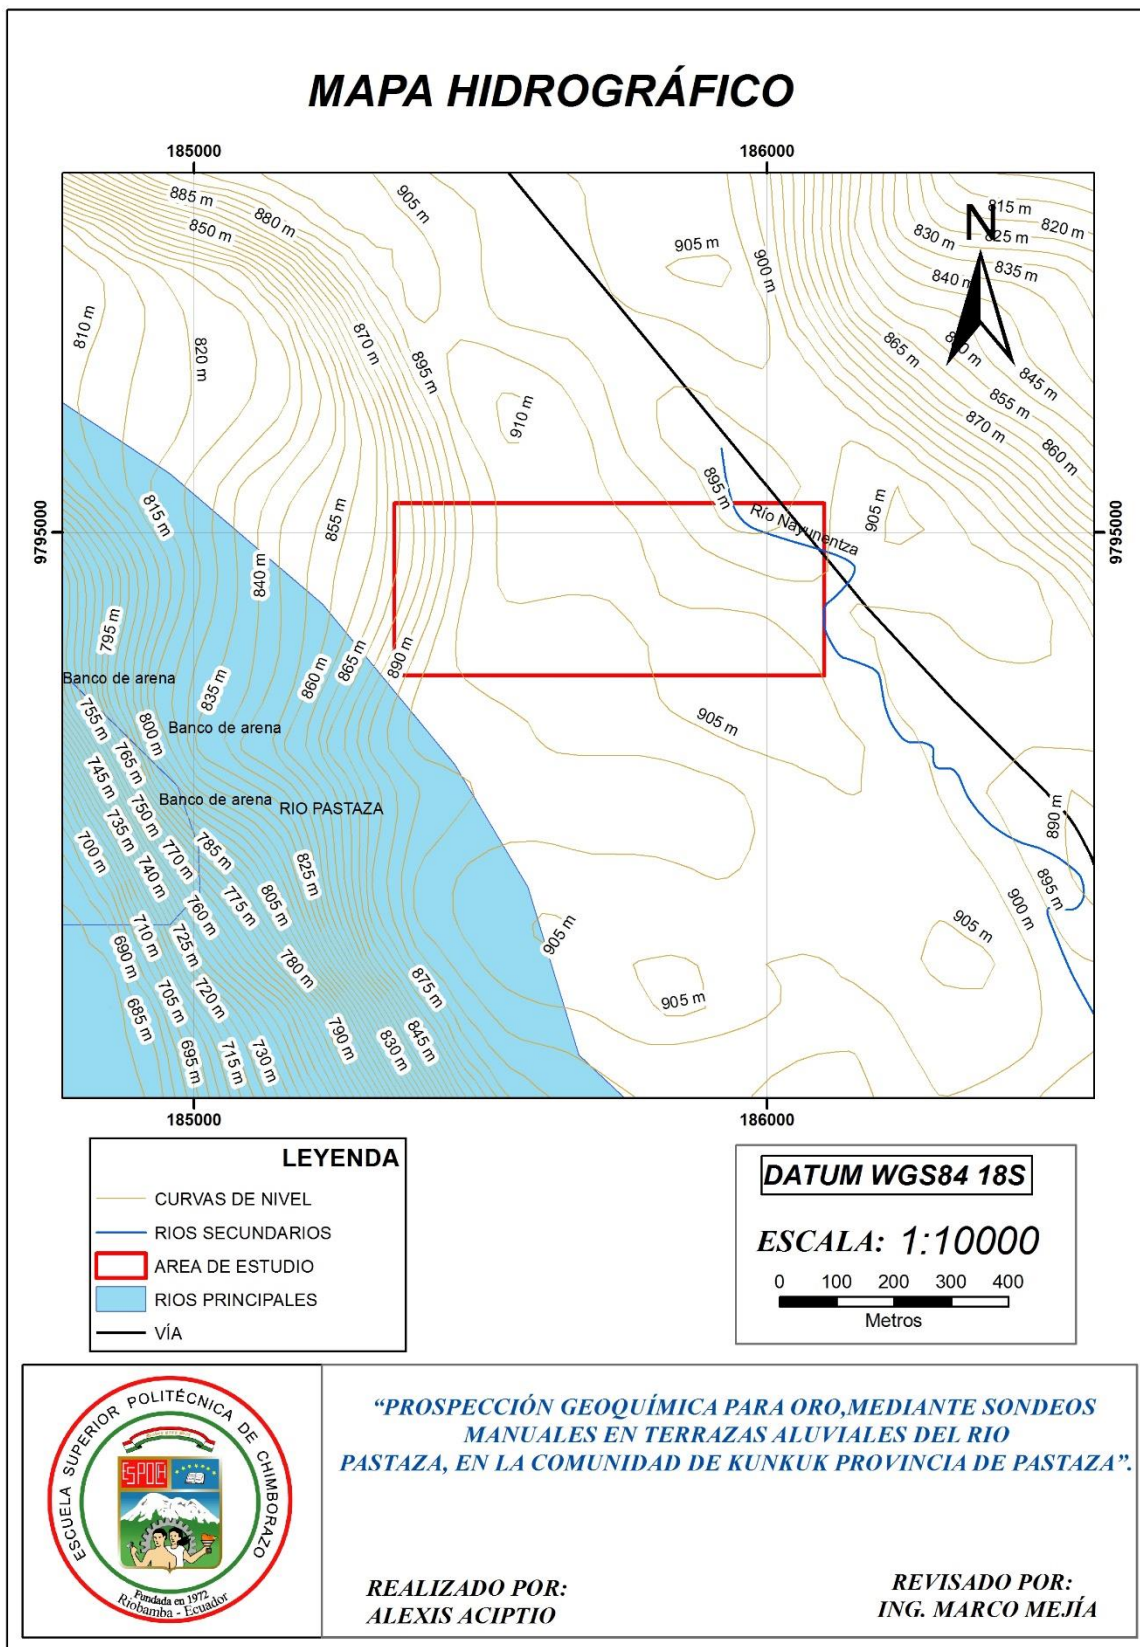 MAPA HIDROGRÁFICO
185000
186000
885 m
850 m
880 m
905 m
905 m
900 m
815 m
820 m
N
825 m
830 m
835 m
840 m
810 m
820 m
870 m
895 m
865 m
845 m
855 m
870 m
860 m
910 m
815 m
855 m
895 m
905 m
9795000
9795000
Río Nayunentza
840 m
795 m
890 m
865 m
860 m
835 m
Banco de arena
755 m
800 m
Banco de arena
905 m
765 m
745 m
Banco de arena
RIO PASTAZA
750 m
735 m
890 m
700 m
770 m
785 m
740 m
825 m
775 m
805 m
760 m
895 m
900 m
710 m
725 m
905 m
905 m
690 m
780 m
705 m
720 m
875 m
905 m
685 m
790 m
830 m
845 m
695 m
715 m
730 m
185000
186000
LEYENDA
CURVAS DE NIVEL
RIOS SECUNDARIOS
AREA DE ESTUDIO
RIOS PRINCIPALES
VÍA
DATUM WGS84 18S
ESCALA: 1:10000
0 100 200 300 400
Metros
ESCUELA SUPERIOR POLITÉCNICA DE CHIMBORAZO
ESPOCH
Fundada en 1972
Riobamba - Ecuador
“PROSPECCIÓN GEOQUÍMICA PARA ORO,MEDIANTE SONDEOS
MANUALES EN TERRAZAS ALUVIALES DEL RIO
PASTAZA, EN LA COMUNIDAD DE KUNKUK PROVINCIA DE PASTAZA”.
REALIZADO POR:
ALEXIS ACIPTIO
REVISADO POR:
ING. MARCO MEJÍA